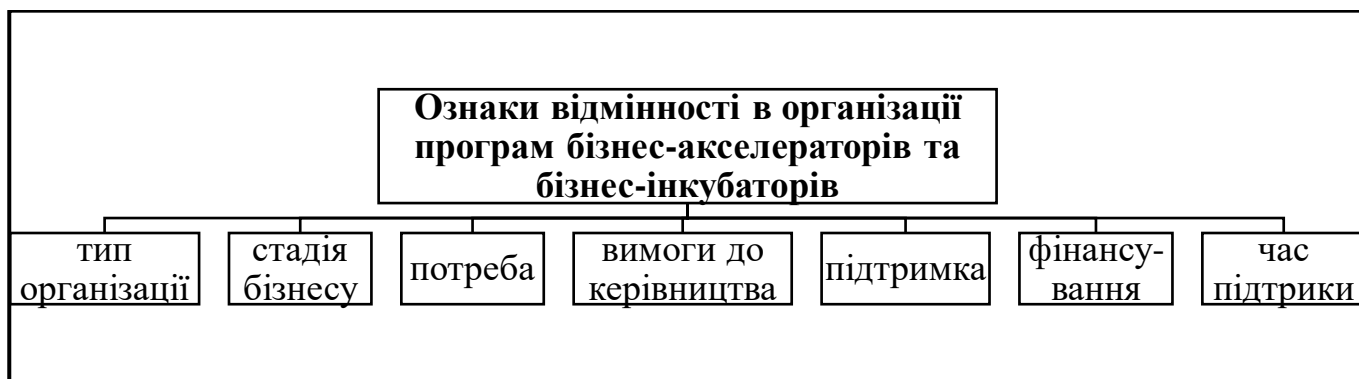 Ознаки відмінності в організації
програм бізнес-акселераторів та
бізнес-інкубаторів
тип
організації
стадія
бізнесу
потреба
вимоги до
керівництва
підтримка
фінансу-
вання
час
підтрики